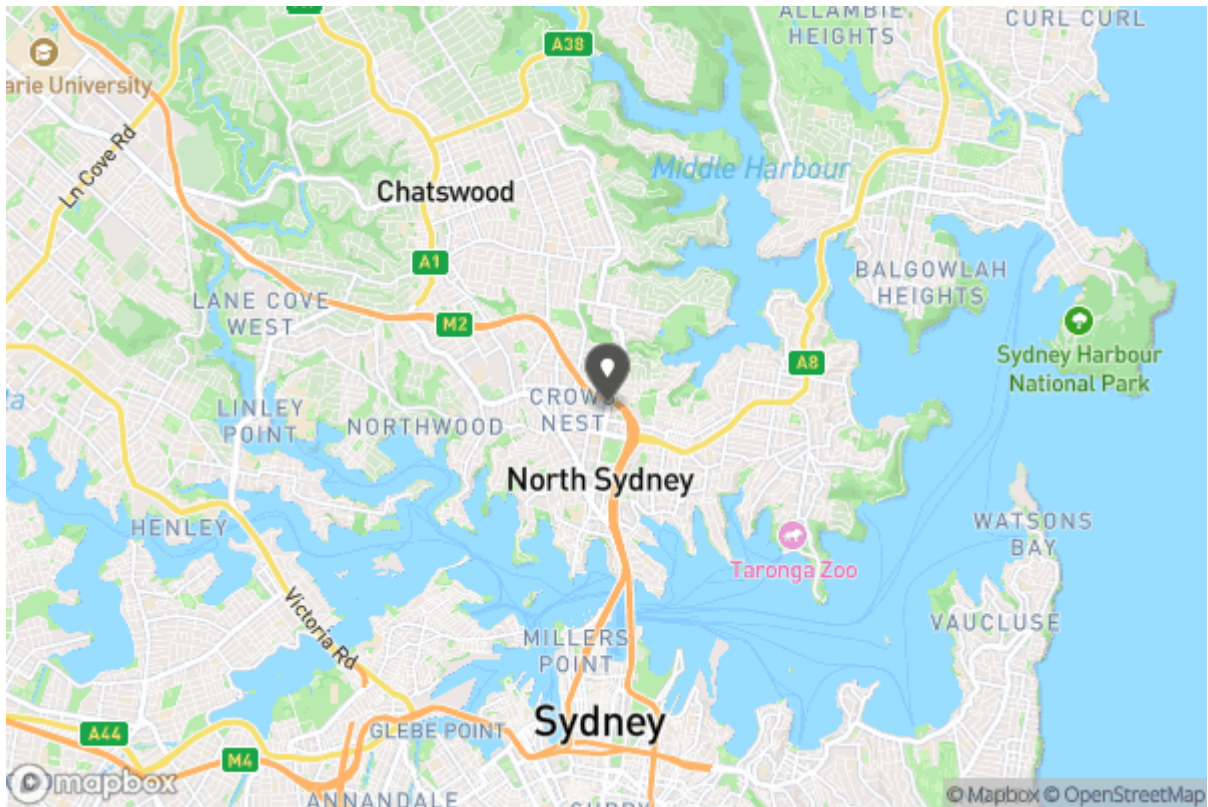 ALLAMBIE
HEIGHTS
CURL CURL
A38
arie University
Ln Cove Rd
Middle Harbour
Chatswood
A1
BALGOWLAH
HEIGHTS
LANE COVE
WEST
M2
Sydney Harbour
National Park
A8
CROWS
NEST
LINLEY
POINT
NORTHWOOD
North Sydney
HENLEY
WATSONS
BAY
Taronga Zoo
Victoria Rd
MILLERS
POINT
VAUCLUSE
Sydney
GLEBE POINT
A44
M4
mapbox
ANNANDALE
© Mapbox © OpenStreetMap